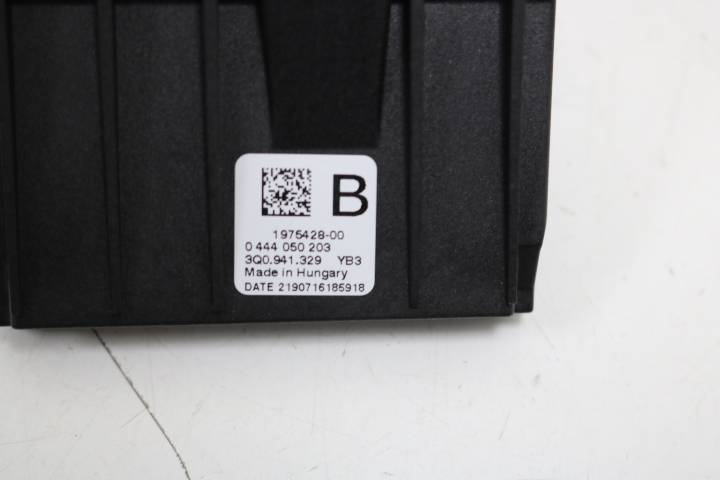 B
1975428-00
0 444 050 203
3Q0.941.329 YB3
Made in Hungary
DATE 2190716185918